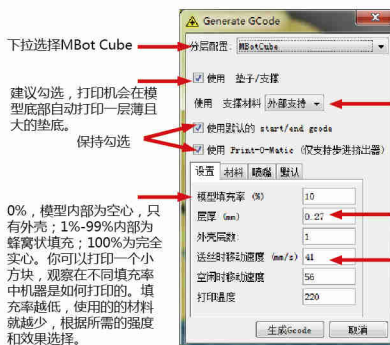 Generate GCode
下拉选择MBot Cube
分层配置: MBotCube
使用 垫子/支撑
建议勾选，打印机会在模
型底部自动打印一层薄且
大的垫底。
使用 支撑材料 外部支持
保持勾选
使用默认的 start/end gcode
使用 Print-O-Matic (仅支持步进挤出器)
设置 材料 喷嘴 默认
0%，模型内部为空心，只
有外壳；1%-99%内部为
蜂窝状填充；100%为完全
实心。你可以打印一个小
方块，观察在不同填充率
中机器是如何打印的。填
充率越低，使用的的材料
就越少，根据所需的强度
和效果选择。
模型填充率 (%) 10
层厚 (mm) 0.27
外壳层数 1
送丝时移动速度 (mm/s) 41
空闲时移动速度 56
打印温度 220
生成Gcode 取消